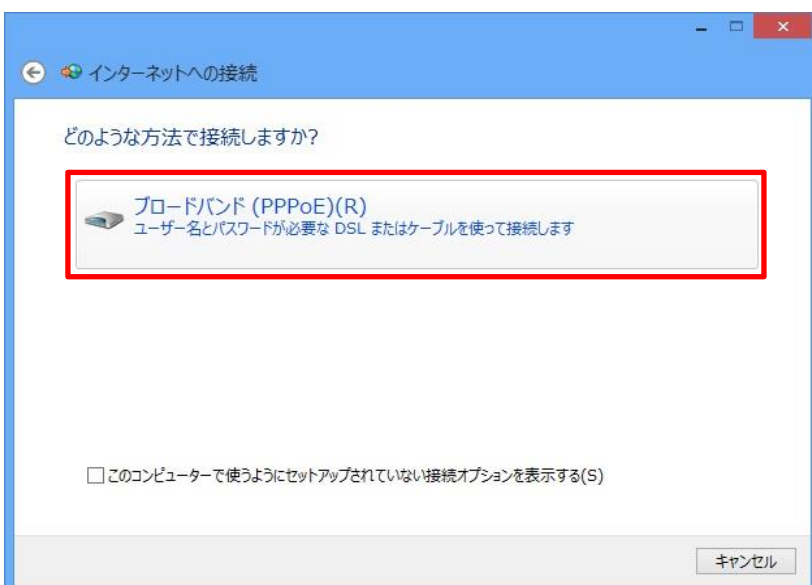 インターネットへの接続
どのような方法で接続しますか?
ブロードバンド (PPPoE)(R)
ユーザー名とパスワードが必要な DSL またはケーブルを使って接続します
このコンピューターで使うようにセットアップされていない接続オプションを表示する(S)
キャンセル